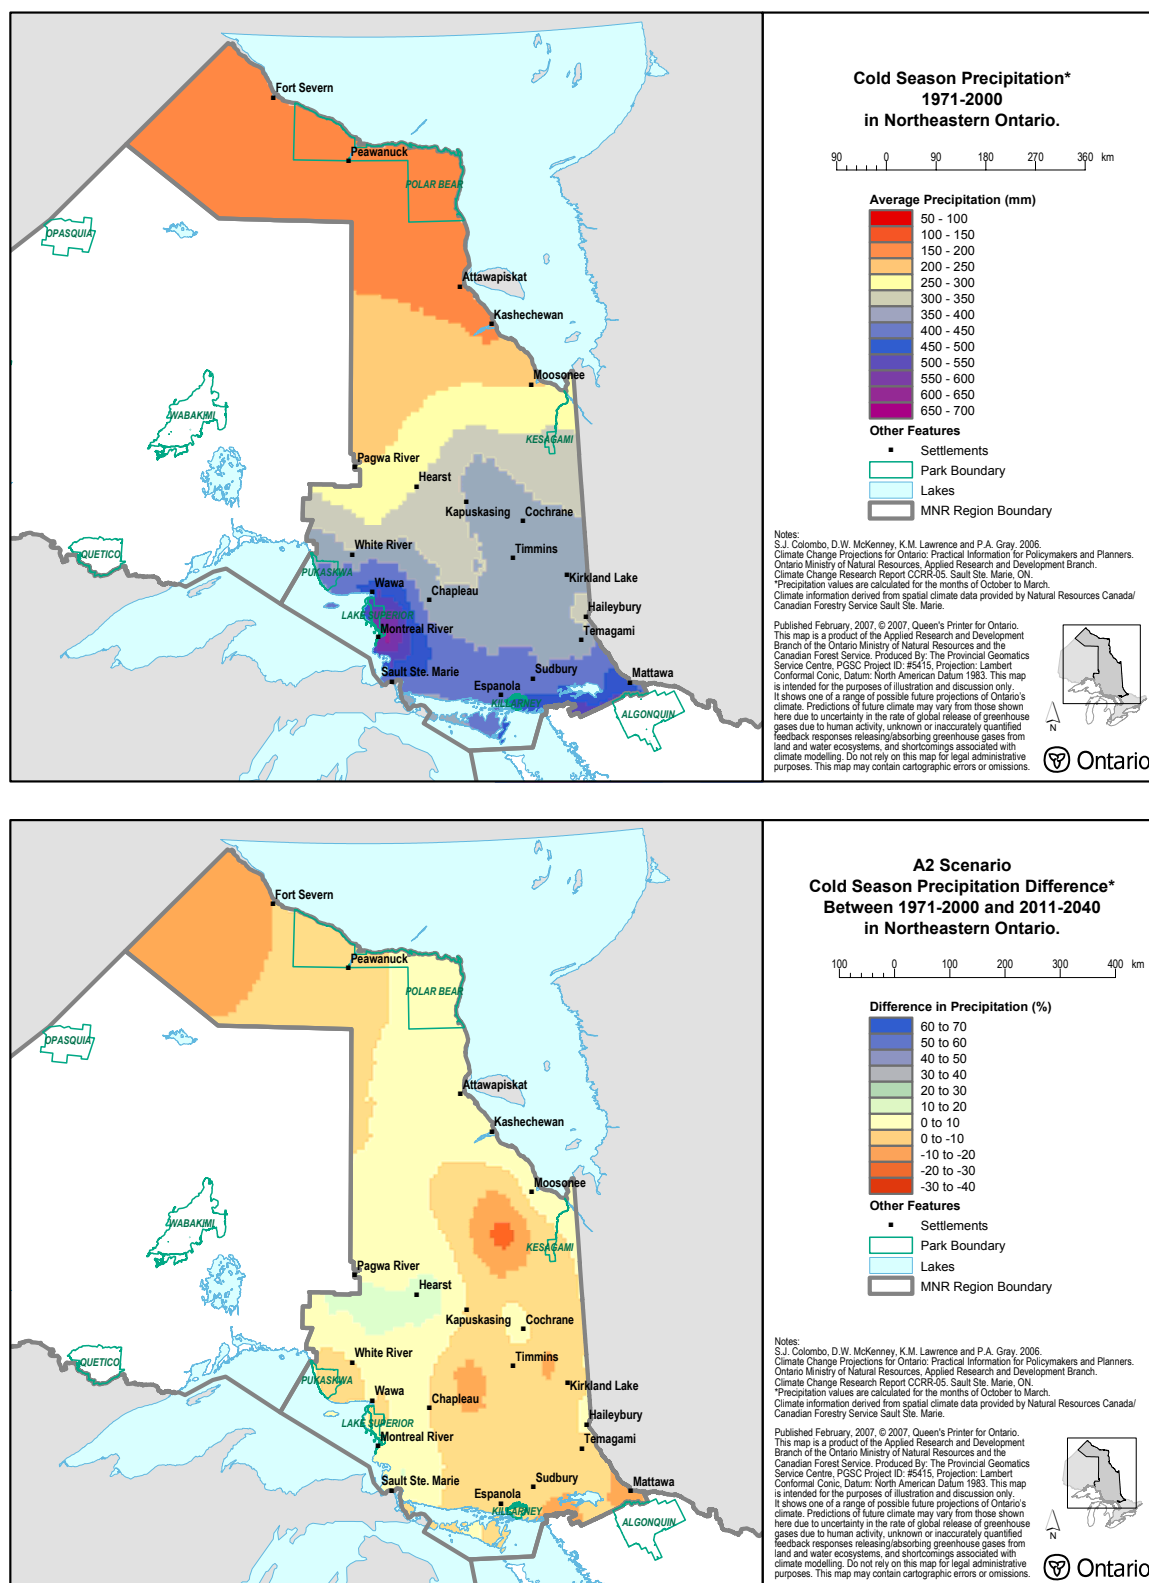 Cold Season Precipitation*
1971-2000
in Northeastern Ontario.
90 0 90 180 270 360 km
Average Precipitation (mm)
50 - 100
100 - 150
150 - 200
200 - 250
250 - 300
300 - 350
350 - 400
400 - 450
450 - 500
500 - 550
550 - 600
600 - 650
650 - 700
Other Features
Settlements
Park Boundary
Lakes
MNR Region Boundary
Notes:
S.J. Colombo, D.W. McKenney, K.M. Lawrence and P.A. Gray. 2006.
Climate Change Projections for Ontario: Practical Information for Policymakers and Planners.
Ontario Ministry of Natural Resources, Applied Research and Development Branch.
Climate Change Research Report CCRR-05. Sault Ste. Marie, ON.
*Precipitation values are calculated for the months of October to March.
Climate information derived from spatial climate data provided by Natural Resources Canada/
Canadian Forestry Service Sault Ste. Marie.
Published February, 2007, © 2007, Queen's Printer for Ontario.
This map is a product of the Applied Research and Development
Branch of the Ontario Ministry of Natural Resources and the
Canadian Forest Service. Produced By: The Provincial Geomatics
Service Centre, PGSC Project ID: #5415, Projection: Lambert
Conformal Conic, Datum: North American Datum 1983. This map
is intended for the purposes of illustration and discussion only.
It shows one of a range of possible future projections of Ontario's
climate. Predictions of future climate may vary from those shown
here due to uncertainty in the rate of global release of greenhouse
gases due to human activity, unknown or inaccurately quantified
feedback responses releasing/absorbing greenhouse gases from
land and water ecosystems, and shortcomings associated with
climate modelling. Do not rely on this map for legal administrative
purposes. This map may contain cartographic errors or omissions.
N
Ontario
Fort Severn
Peawanuck
POLAR BEAR
OPASQUIA
Attawapiskat
Kashechewan
Moosonee
WABAKIMI
KESAGAMI
Pagwa River
Hearst
Kapuskasing
Cochrane
QUETICO
White River
Timmins
PUKASKWA
Kirkland Lake
Wawa
Chapleau
LAKE SUPERIOR
Haileybury
Montreal River
Temagami
Sault Ste. Marie
Sudbury
Mattawa
Espanola
KILLARNEY
ALGONQUIN
A2 Scenario
Cold Season Precipitation Difference*
Between 1971-2000 and 2011-2040
in Northeastern Ontario.
100 0 100 200 300 400 km
Difference in Precipitation (%)
60 to 70
50 to 60
40 to 50
30 to 40
20 to 30
10 to 20
0 to 10
0 to -10
-10 to -20
-20 to -30
-30 to -40
Other Features
Settlements
Park Boundary
Lakes
MNR Region Boundary
Notes:
S.J. Colombo, D.W. McKenney, K.M. Lawrence and P.A. Gray. 2006.
Climate Change Projections for Ontario: Practical Information for Policymakers and Planners.
Ontario Ministry of Natural Resources, Applied Research and Development Branch.
Climate Change Research Report CCRR-05. Sault Ste. Marie, ON.
*Precipitation values are calculated for the months of October to March.
Climate information derived from spatial climate data provided by Natural Resources Canada/
Canadian Forestry Service Sault Ste. Marie.
Published February, 2007, © 2007, Queen's Printer for Ontario.
This map is a product of the Applied Research and Development
Branch of the Ontario Ministry of Natural Resources and the
Canadian Forest Service. Produced By: The Provincial Geomatics
Service Centre, PGSC Project ID: #5415, Projection: Lambert
Conformal Conic, Datum: North American Datum 1983. This map
is intended for the purposes of illustration and discussion only.
It shows one of a range of possible future projections of Ontario's
climate. Predictions of future climate may vary from those shown
here due to uncertainty in the rate of global release of greenhouse
gases due to human activity, unknown or inaccurately quantified
feedback responses releasing/absorbing greenhouse gases from
land and water ecosystems, and shortcomings associated with
climate modelling. Do not rely on this map for legal administrative
purposes. This map may contain cartographic errors or omissions.
N
Ontario
Fort Severn
Peawanuck
POLAR BEAR
OPASQUIA
Attawapiskat
Kashechewan
Moosonee
WABAKIMI
KESAGAMI
Pagwa River
Hearst
Kapuskasing
Cochrane
QUETICO
White River
Timmins
PUKASKWA
Kirkland Lake
Wawa
Chapleau
LAKE SUPERIOR
Haileybury
Montreal River
Temagami
Sault Ste. Marie
Sudbury
Mattawa
Espanola
KILLARNEY
ALGONQUIN